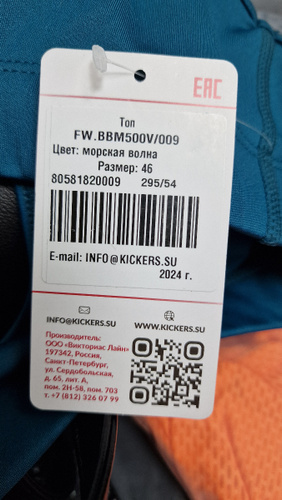 EAC
Топ
FW.BBM500V/009
Цвет: морская волна
Размер: 46
80581820009 295/54
E-mail: INFO@KICKERS.SU
2024 г.
INFO@KICKERS.SU
WWW.KICKERS.SU
Производитель:
ООО «Викториас Лайн»
197342, Россия,
Санкт-Петербург,
ул. Сердобольская,
д. 65, лит. А,
пом. 2Н-58, пом. 703
т. +7 (812) 326 07 99